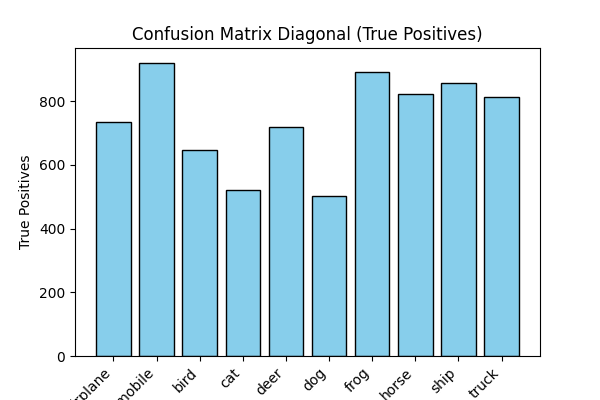 Confusion Matrix Diagonal (True Positives)
True Positives
800
600
400
200
0
rplane
mobile
bird
cat
deer
dog
frog
horse
ship
truck